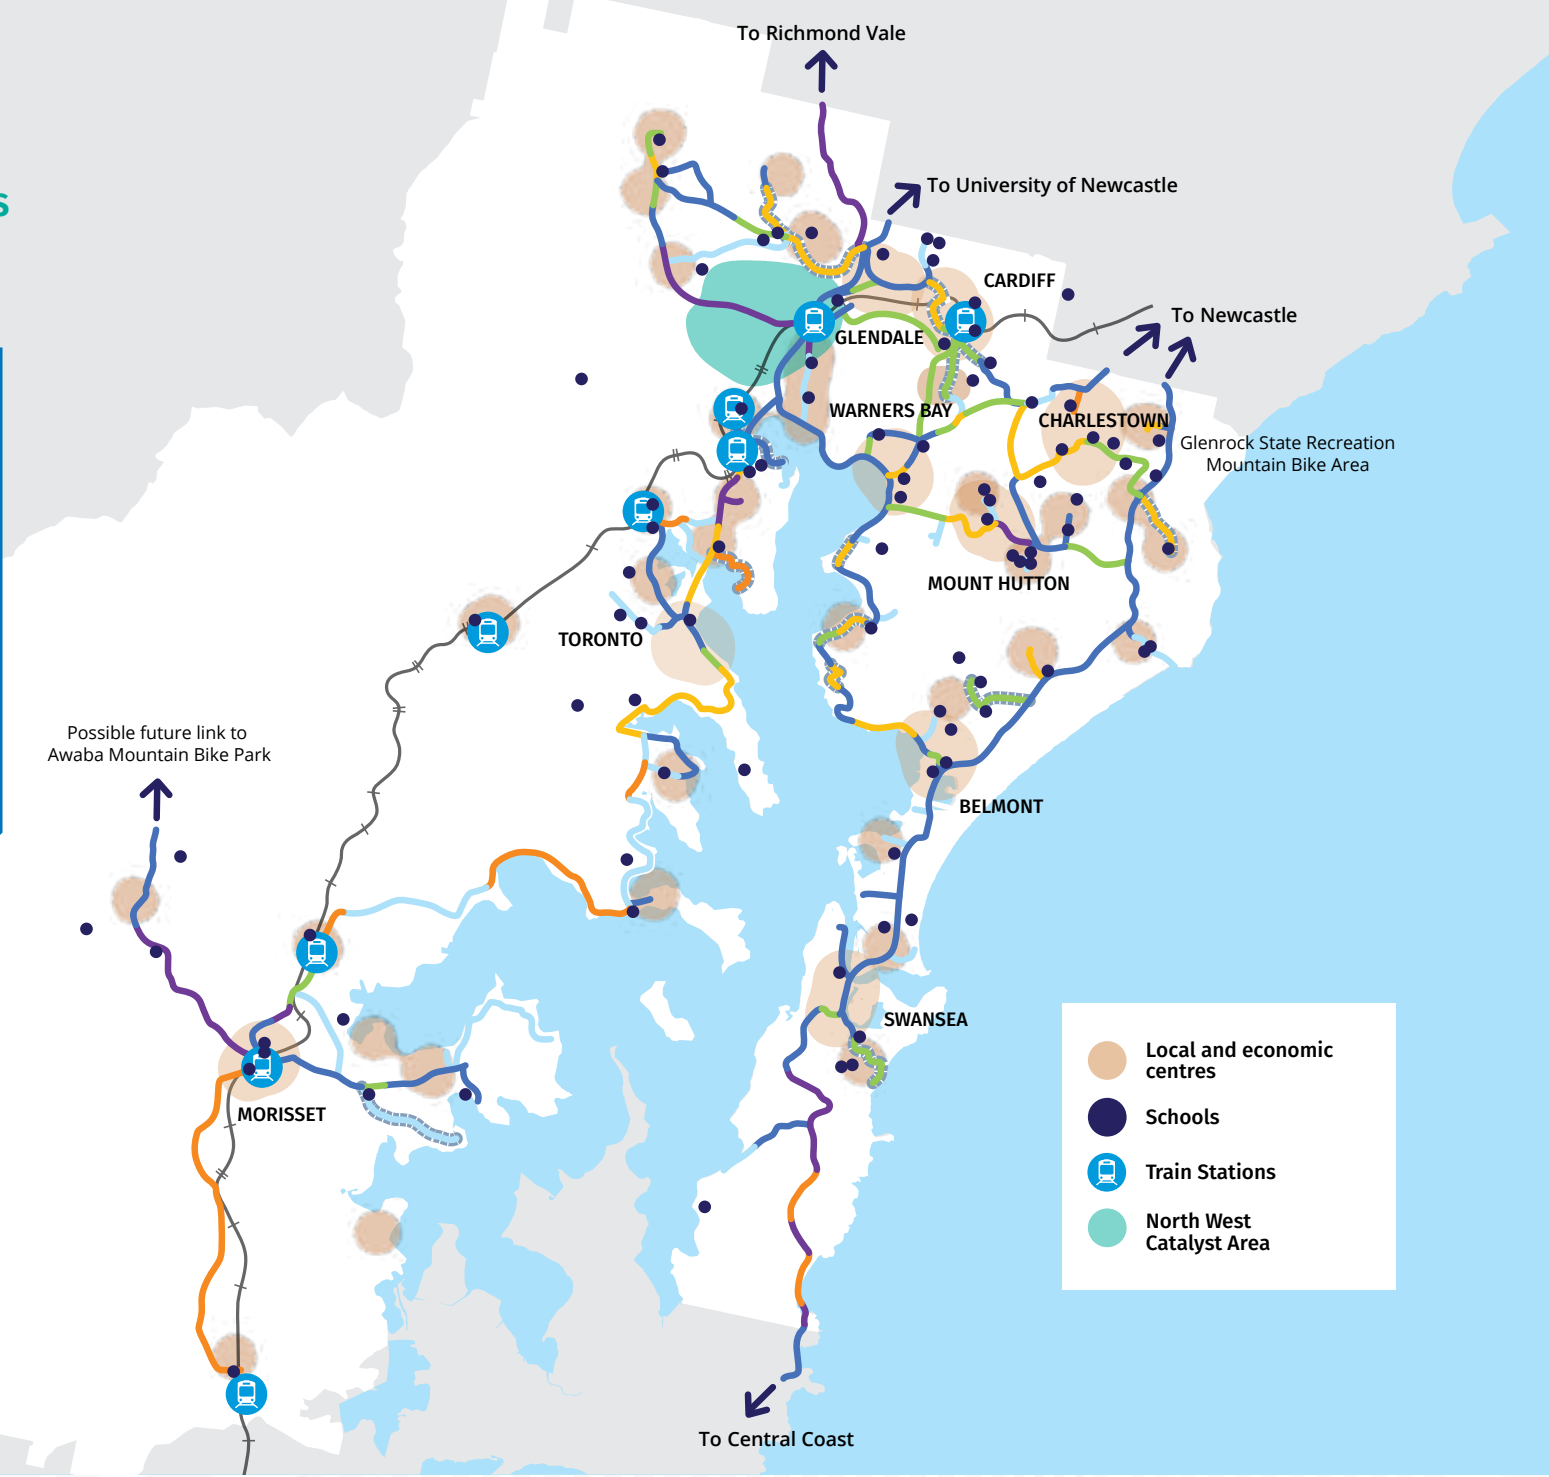 To Richmond Vale
To University of Newcastle
s
CARDIFF
To Newcastle
GLENDALE
WARNERS BAY
CHARLESTOWN
Glenrock State Recreation
Mountain Bike Area
MOUNT HUTTON
TORONTO
Possible future link to
Awaba Mountain Bike Park
BELMONT
SWANSEA
MORISSET
Local and economic
centres
Schools
Train Stations
North West
Catalyst Area
To Central Coast